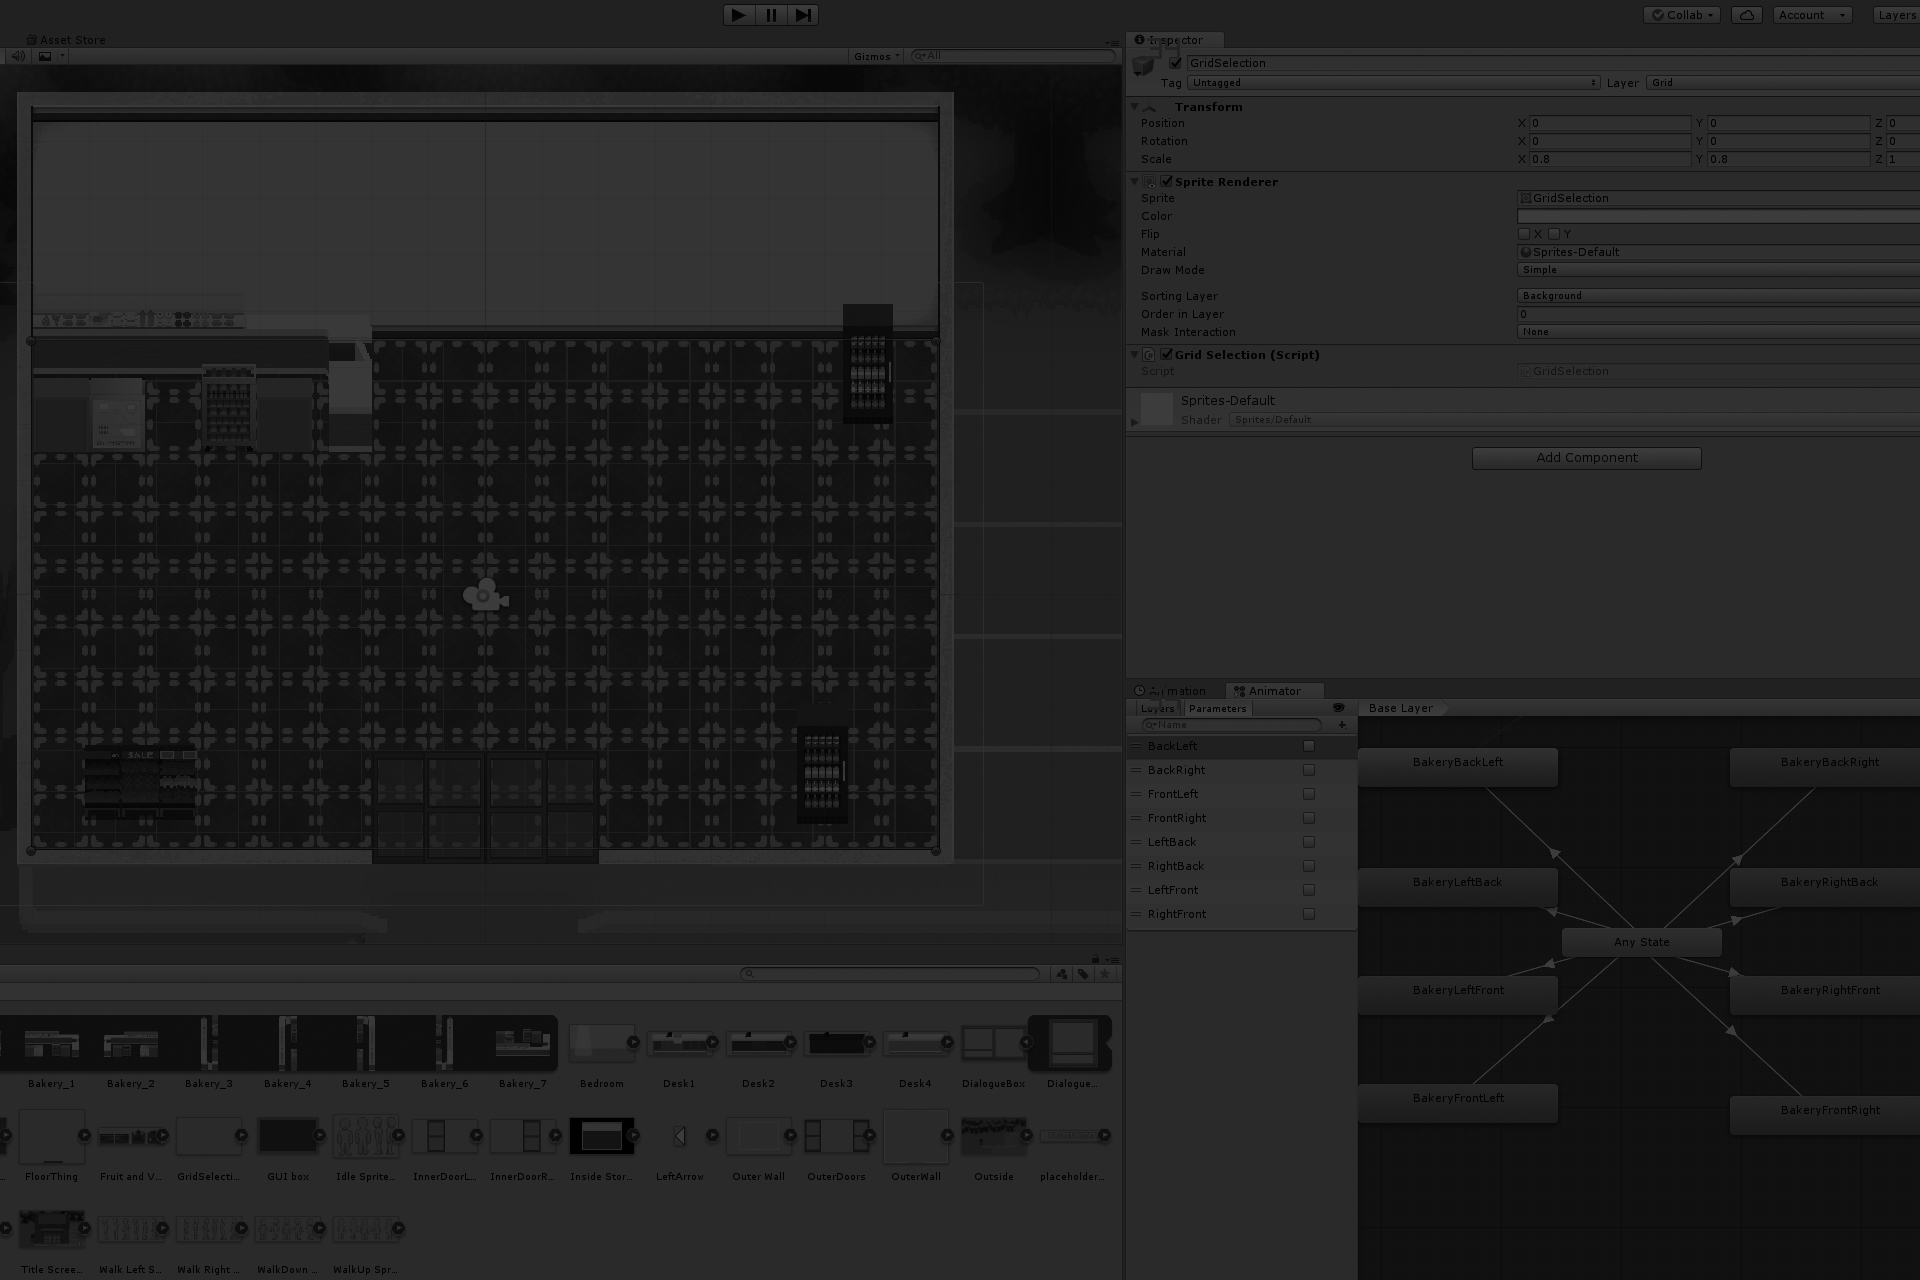 Collab
Account
Layers
Asset Store
Gizmos
All
Inspector
GridSelection
Tag Untagged Layer Grid
Transform
Position X 0 Y 0 Z 0
Rotation X 0 Y 0 Z 0
Scale X 0.8 Y 0.8 Z 1
Sprite Renderer
Sprite GridSelection
Color
Flip X Y
Material Sprites-Default
Draw Mode Simple
Sorting Layer Background
Order in Layer 0
Mask Interaction None
Grid Selection (Script)
Script GridSelection
Sprites-Default
Shader Sprites/Default
Add Component
SALE
Animation Animator
Layers Parameters Base Layer
Name
BackLeft
BackRight
FrontLeft
FrontRight
LeftBack
RightBack
LeftFront
RightFront
BakeryBackLeft BakeryBackRight
BakeryLeftBack BakeryRightBack
Any State
BakeryLeftFront BakeryRightFront
BakeryFrontLeft BakeryFrontRight
Bakery_1 Bakery_2 Bakery_3 Bakery_4 Bakery_5 Bakery_6 Bakery_7 Bedroom Desk1 Desk2 Desk3 Desk4 DialogueBox Dialogue...
FloorThing Fruit and V... GridSelecti... GUI box Idle Sprite... InnerDoorL... InnerDoorR... Inside Stor... LeftArrow Outer Wall OuterDoors OuterWall Outside placeholder...
Title Scree... Walk Left S... Walk Right ... WalkDown ... WalkUp Spr...